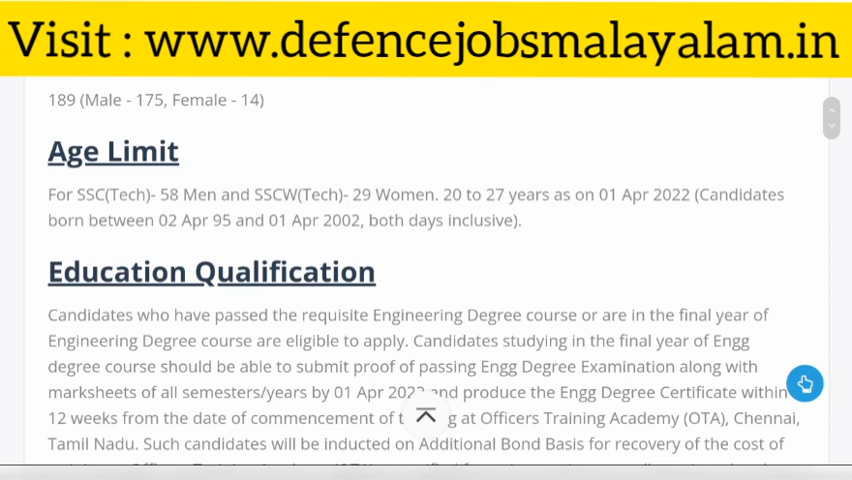 Visit : www.defencejobsmalayalam.in
189 (Male - 175, Female - 14)
Age Limit
For SSC(Tech)- 58 Men and SSCW(Tech)- 29 Women. 20 to 27 years as on 01 Apr 2022 (Candidates
born between 02 Apr 95 and 01 Apr 2002, both days inclusive).
Education Qualification
Candidates who have passed the requisite Engineering Degree course or are in the final year of
Engineering Degree course are eligible to apply. Candidates studying in the final year of Engg
degree course should be able to submit proof of passing Engg Degree Examination along with
marksheets of all semesters/years by 01 Apr 2022 and produce the Engg Degree Certificate within
12 weeks from the date of commencement of at Officers Training Academy (OTA), Chennai,
Tamil Nadu. Such candidates will be inducted on Additional Bond Basis for recovery of the cost of